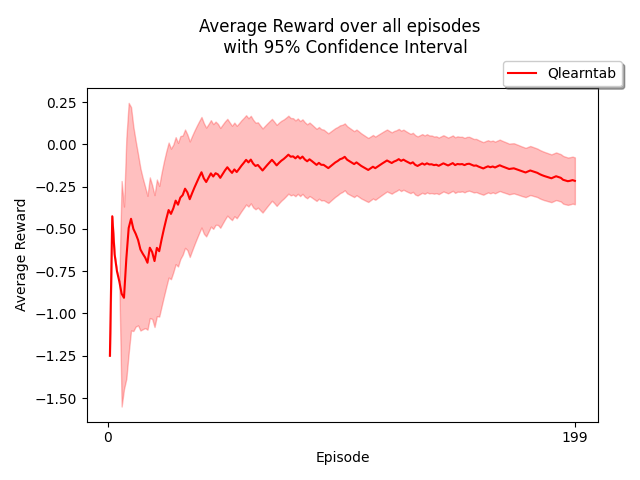 Average Reward over all episodes
with 95% Confidence Interval
Qlearntab
0.25
0.00
−0.25
−0.50
−0.75
−1.00
−1.25
−1.50
Average Reward
0
199
Episode